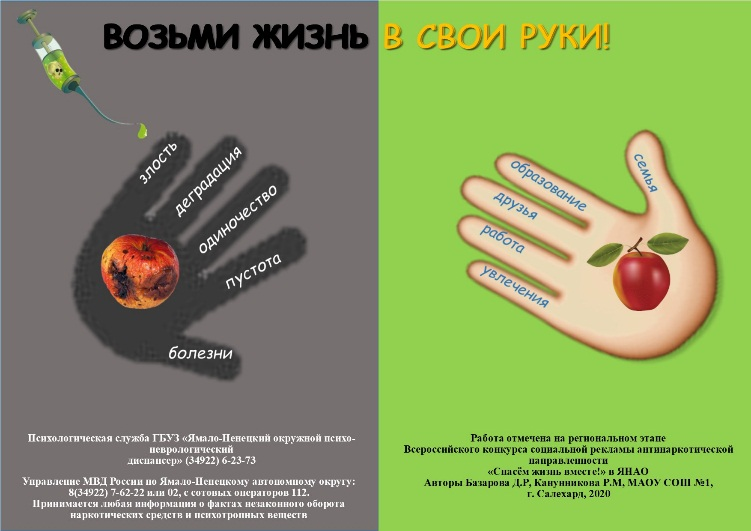 ВОЗЬМИ ЖИЗНЬ В СВОИ РУКИ!
злость
деградация
одиночество
пустота
болезни
образование
друзья
работа
увлечения
семья
Психологическая служба ГБУЗ «Ямало-Ненецкий окружной психо-
неврологический
диспансер» (34922) 6-23-73
Управление МВД России по Ямало-Ненецкому автономному округу:
8(34922) 7-62-22 или 02, с сотовых операторов 112.
Принимается любая информация о фактах незаконного оборота
наркотических средств и психотропных веществ
Работа отмечена на региональном этапе
Всероссийского конкурса социальной рекламы антинаркотической
направленности
«Спасём жизнь вместе!» в ЯНАО
Авторы Базарова Д.Р, Канунникова Р.М, МАОУ СОШ №1,
г. Салехард, 2020